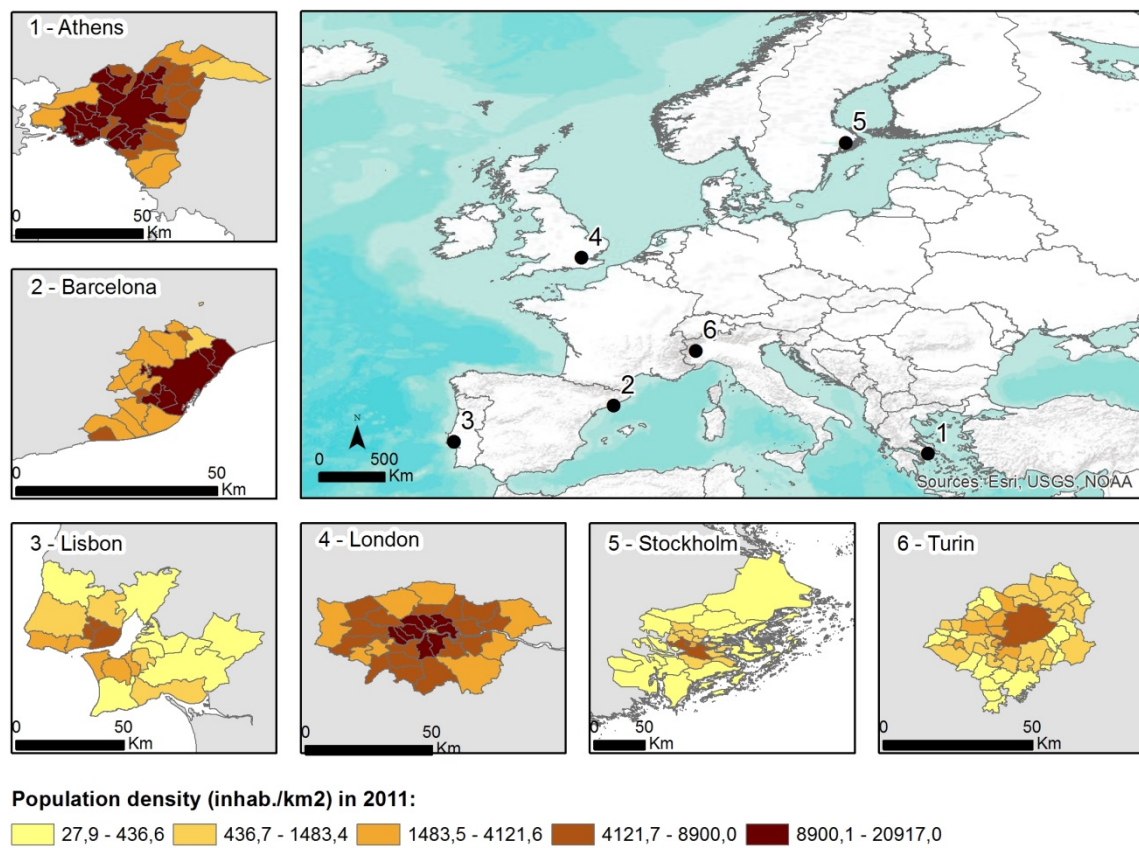 1 - Athens
0
50
Km
2 - Barcelona
0
50
Km
5
4
6
2
3
1
N
0
500
Km
Sources: Esri, USGS, NOAA
3 - Lisbon
0
50
Km
4 - London
0
50
Km
5 - Stockholm
0
50
Km
6 - Turin
0
50
Km
Population density (inhab./km2) in 2011:
27,9 - 436,6 436,7 - 1483,4 1483,5 - 4121,6 4121,7 - 8900,0 8900,1 - 20917,0